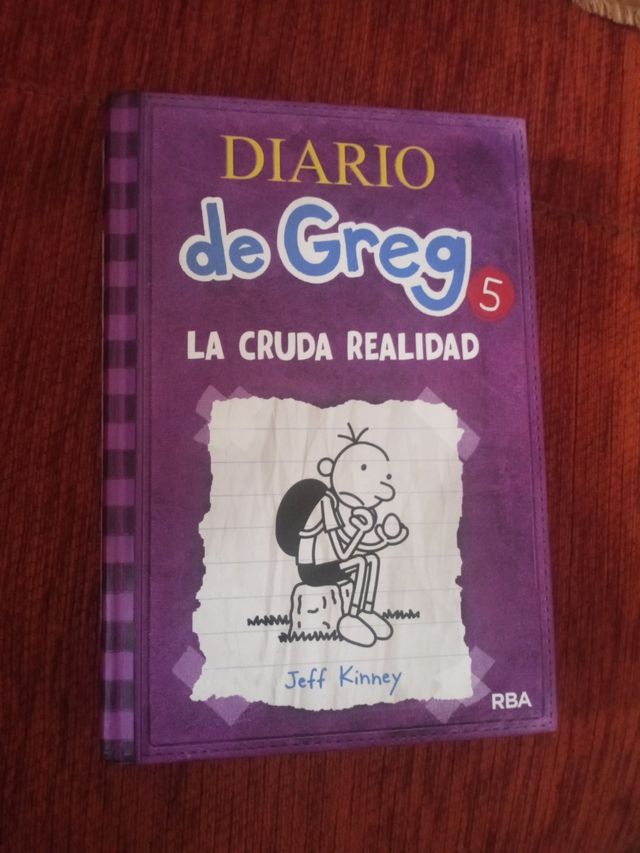 DIARIO
de Greg 5
LA CRUDA REALIDAD
Jeff Kinney
RBA